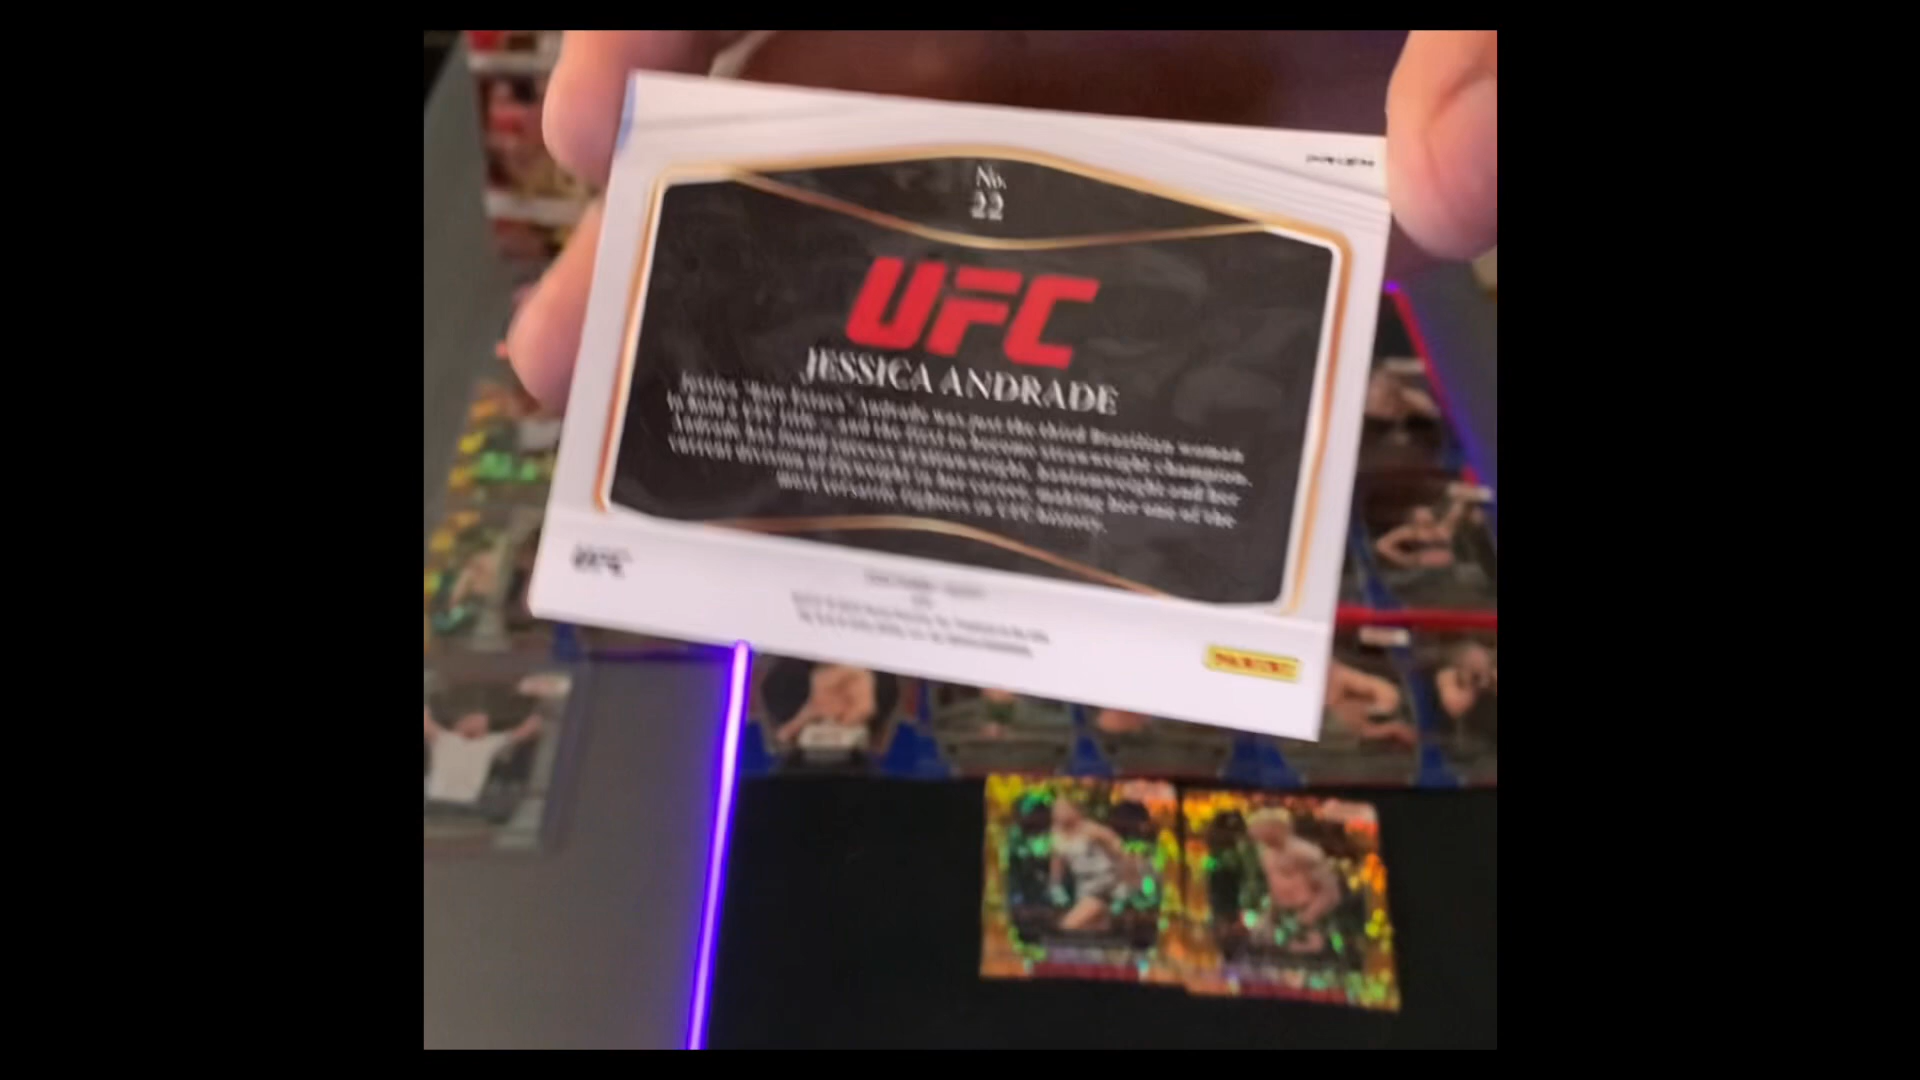 PRIZM
No.
22
UFC
JESSICA ANDRADE
Jessica "Bate Estaca" Andrade was just the third Brazilian woman
to hold a UFC title – and the first to become strawweight champion.
Andrade has found success at strawweight, bantamweight and her
current division of flyweight in her career, making her one of the
most versatile fighters in UFC history.
UFC
PANINI